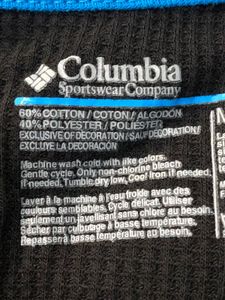 Columbia
Sportswear Company
60% COTTON / COTON / ALGODÓN
40% POLYESTER / POLIÉSTER
EXCLUSIVE OF DECORATION / SAUF DÉCORATION/
EXCLUYE LA DECORACIÓN
Machine wash cold with like colors.
Gentle cycle. Only non-chlorine bleach
if needed. Tumble dry low. Cool iron if needed.
Laver à la machine à l'eau froide avec des
couleurs semblables. Cycle délicat. Utiliser
seulement un javellisant sans chlore au besoin.
Sécher par culbutage à basse température.
Repasser à basse température au besoin.